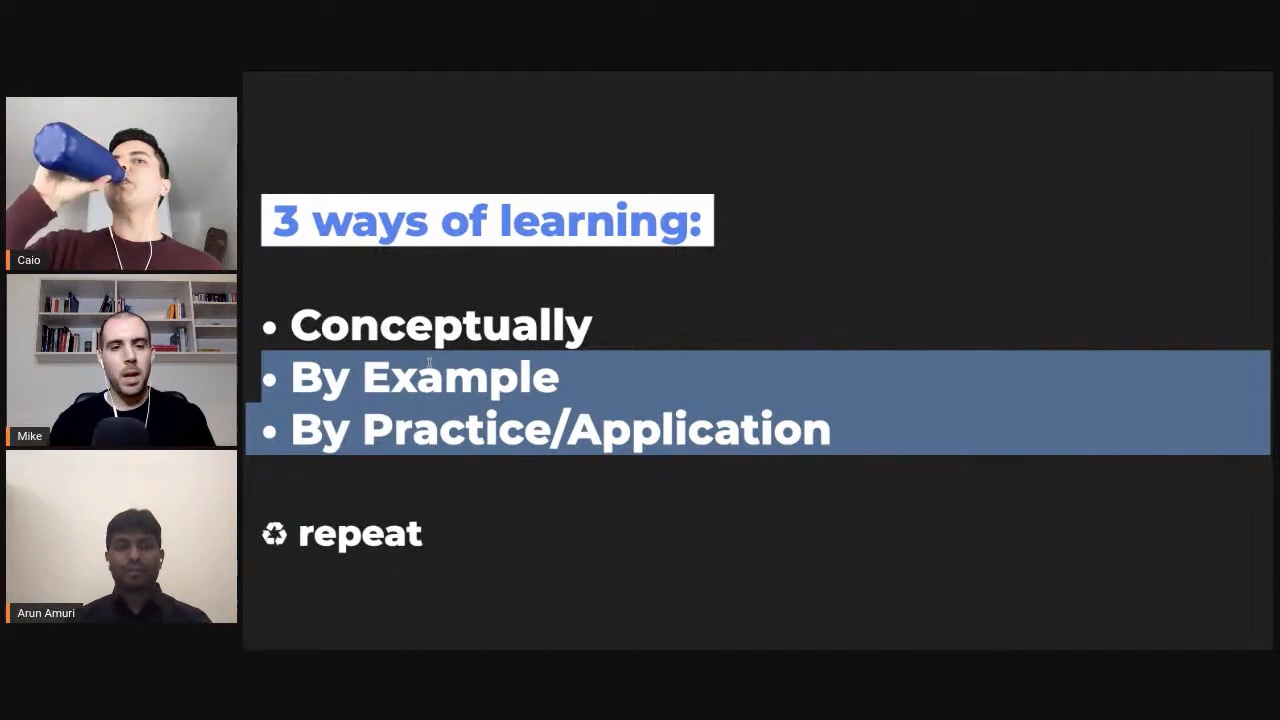 3 ways of learning:
• Conceptually
• By Example
• By Practice/Application
♻ repeat
Caio
Mike
Arun Amuri